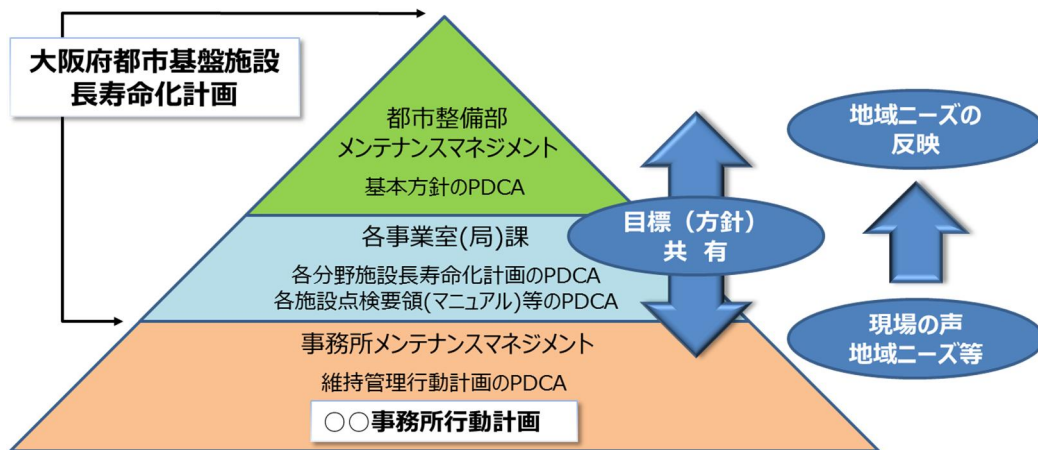 大阪府都市基盤施設
長寿命化計画
都市整備部
メンテナンスマネジメント
基本方針のPDCA
各事業室(局)課
各分野施設長寿命化計画のPDCA
各施設点検要領(マニュアル)等のPDCA
事務所メンテナンスマネジメント
維持管理行動計画のPDCA
○○事務所行動計画
目標（方針）
共 有
地域ニーズの
反映
現場の声
地域ニーズ等